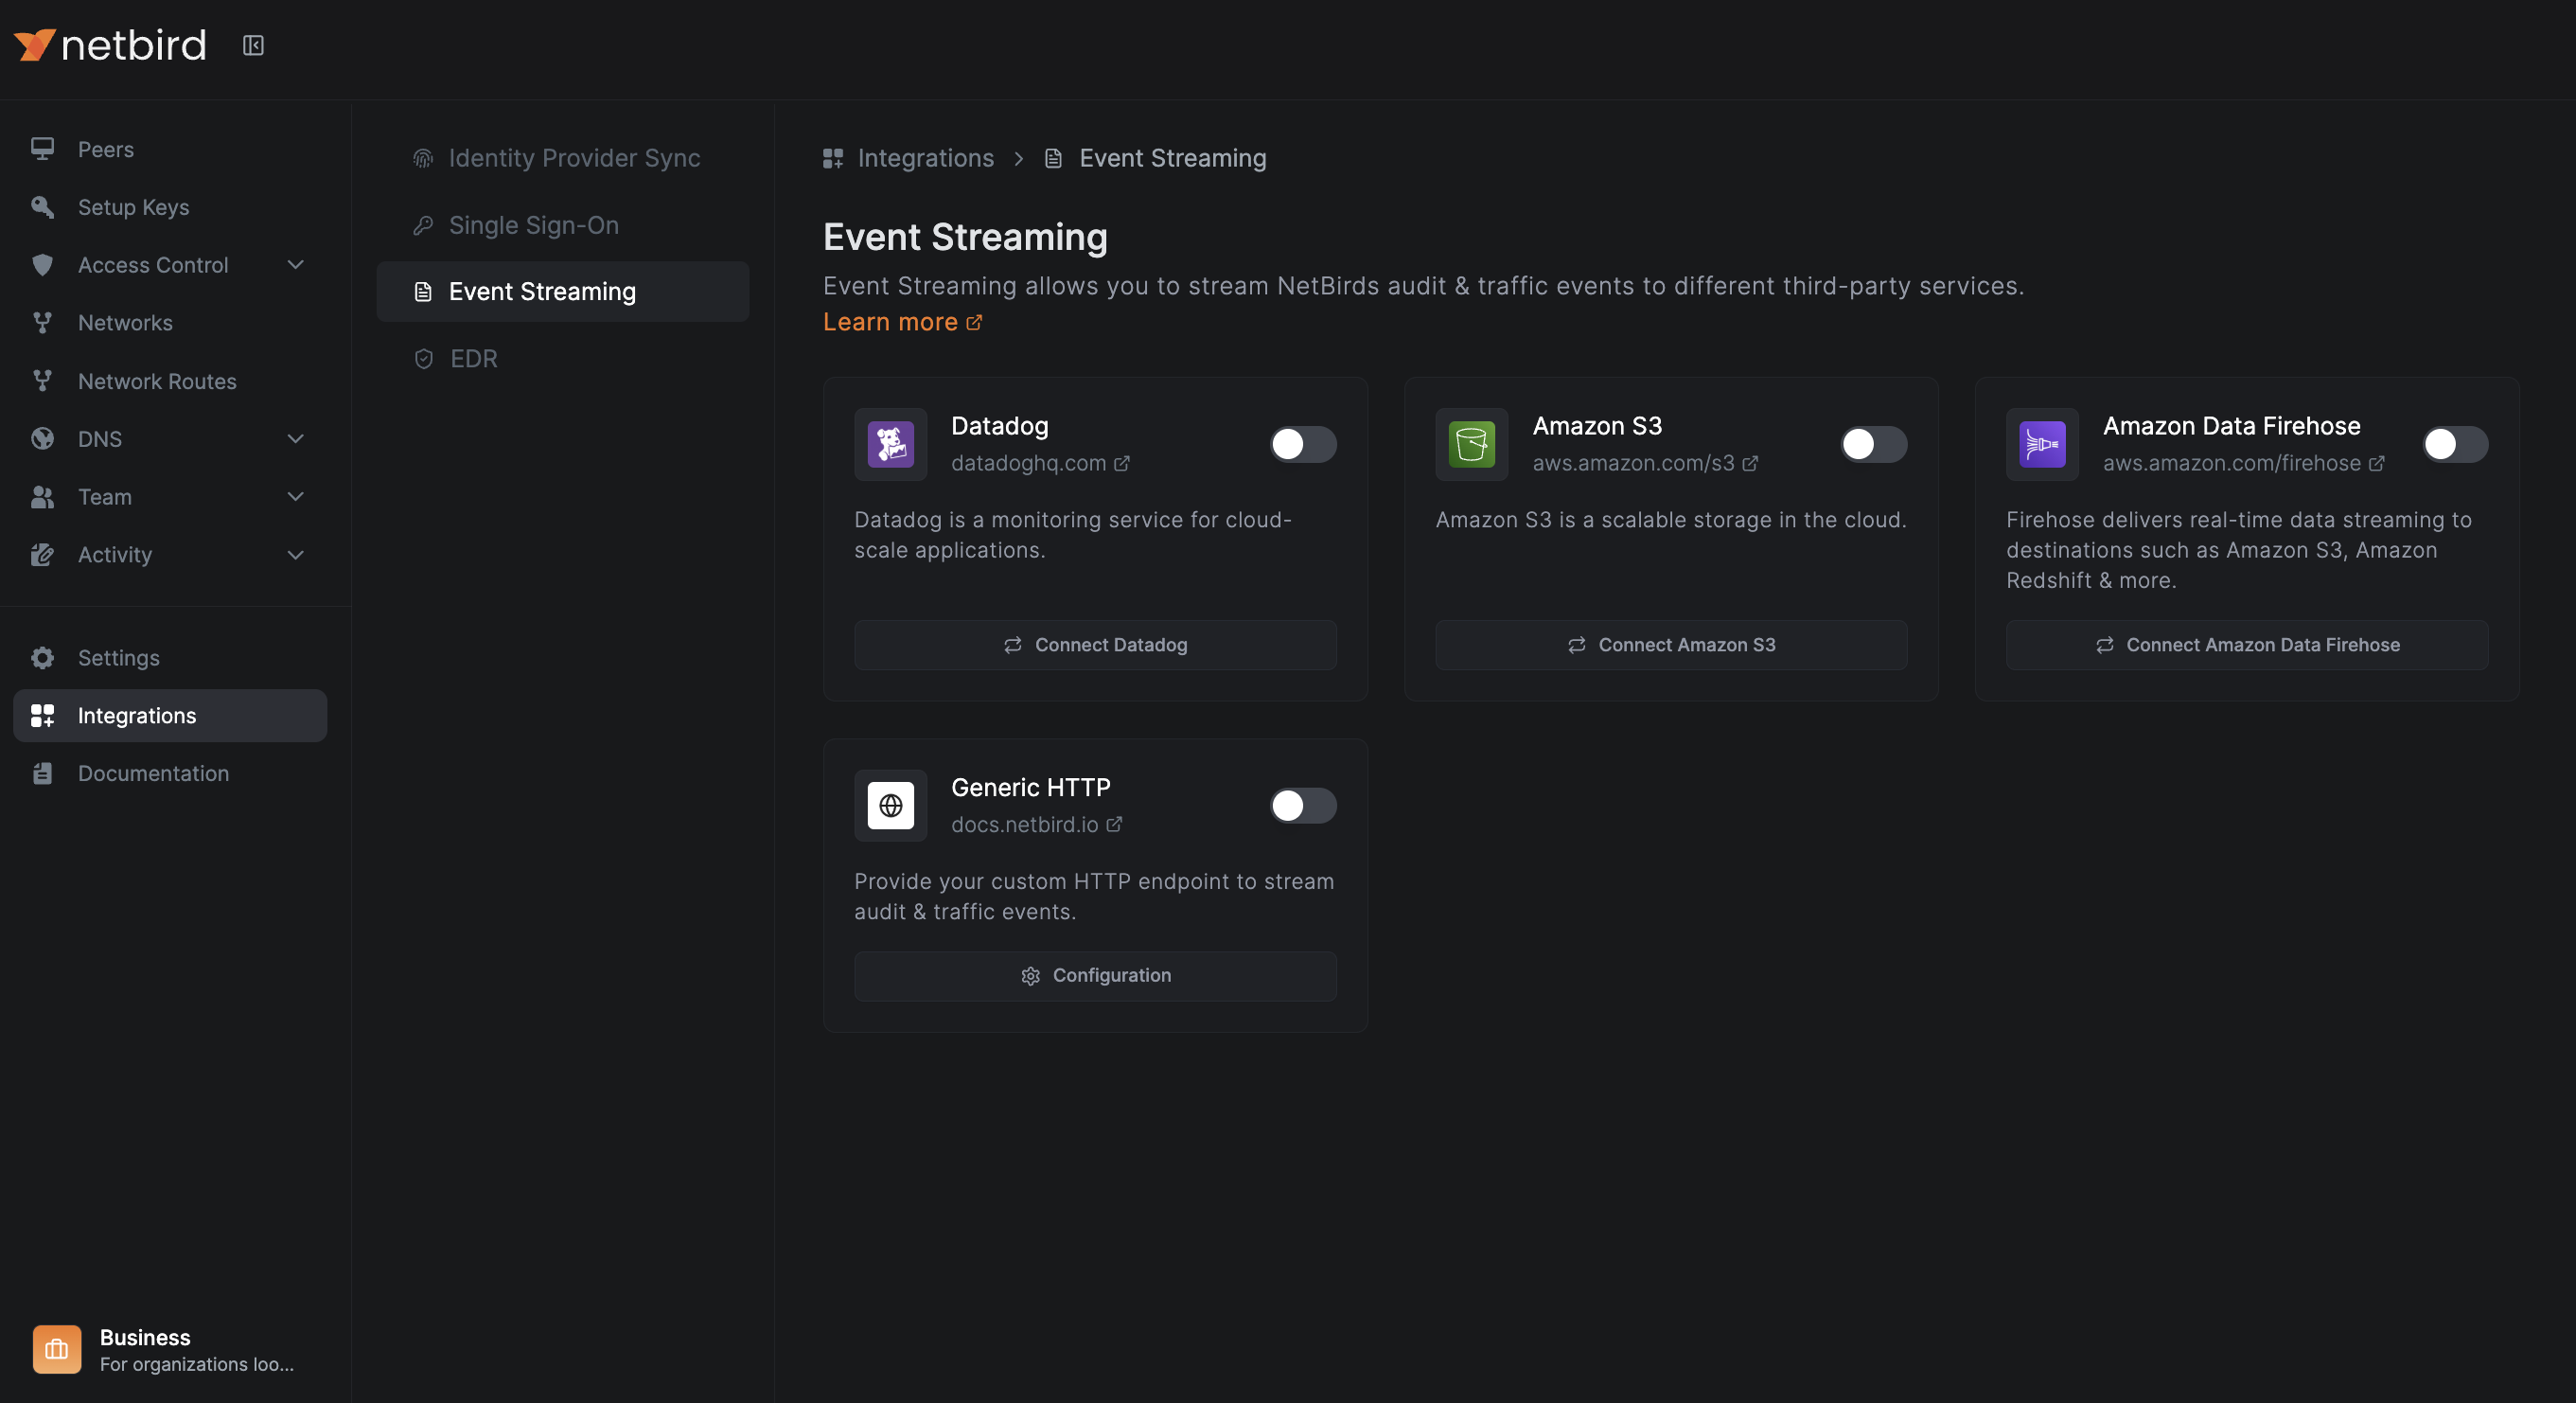 netbird
Peers
Setup Keys
Access Control
Networks
Network Routes
DNS
Team
Activity
Settings
Integrations
Documentation
Business
For organizations loo...
Identity Provider Sync
Single Sign-On
Event Streaming
EDR
Integrations > Event Streaming
Event Streaming
Event Streaming allows you to stream NetBirds audit & traffic events to different third-party services.
Learn more
Datadog
datadoghq.com
Datadog is a monitoring service for cloud-
scale applications.
Connect Datadog
Amazon S3
aws.amazon.com/s3
Amazon S3 is a scalable storage in the cloud.
Connect Amazon S3
Amazon Data Firehose
aws.amazon.com/firehose
Firehose delivers real-time data streaming to
destinations such as Amazon S3, Amazon
Redshift & more.
Connect Amazon Data Firehose
Generic HTTP
docs.netbird.io
Provide your custom HTTP endpoint to stream
audit & traffic events.
Configuration